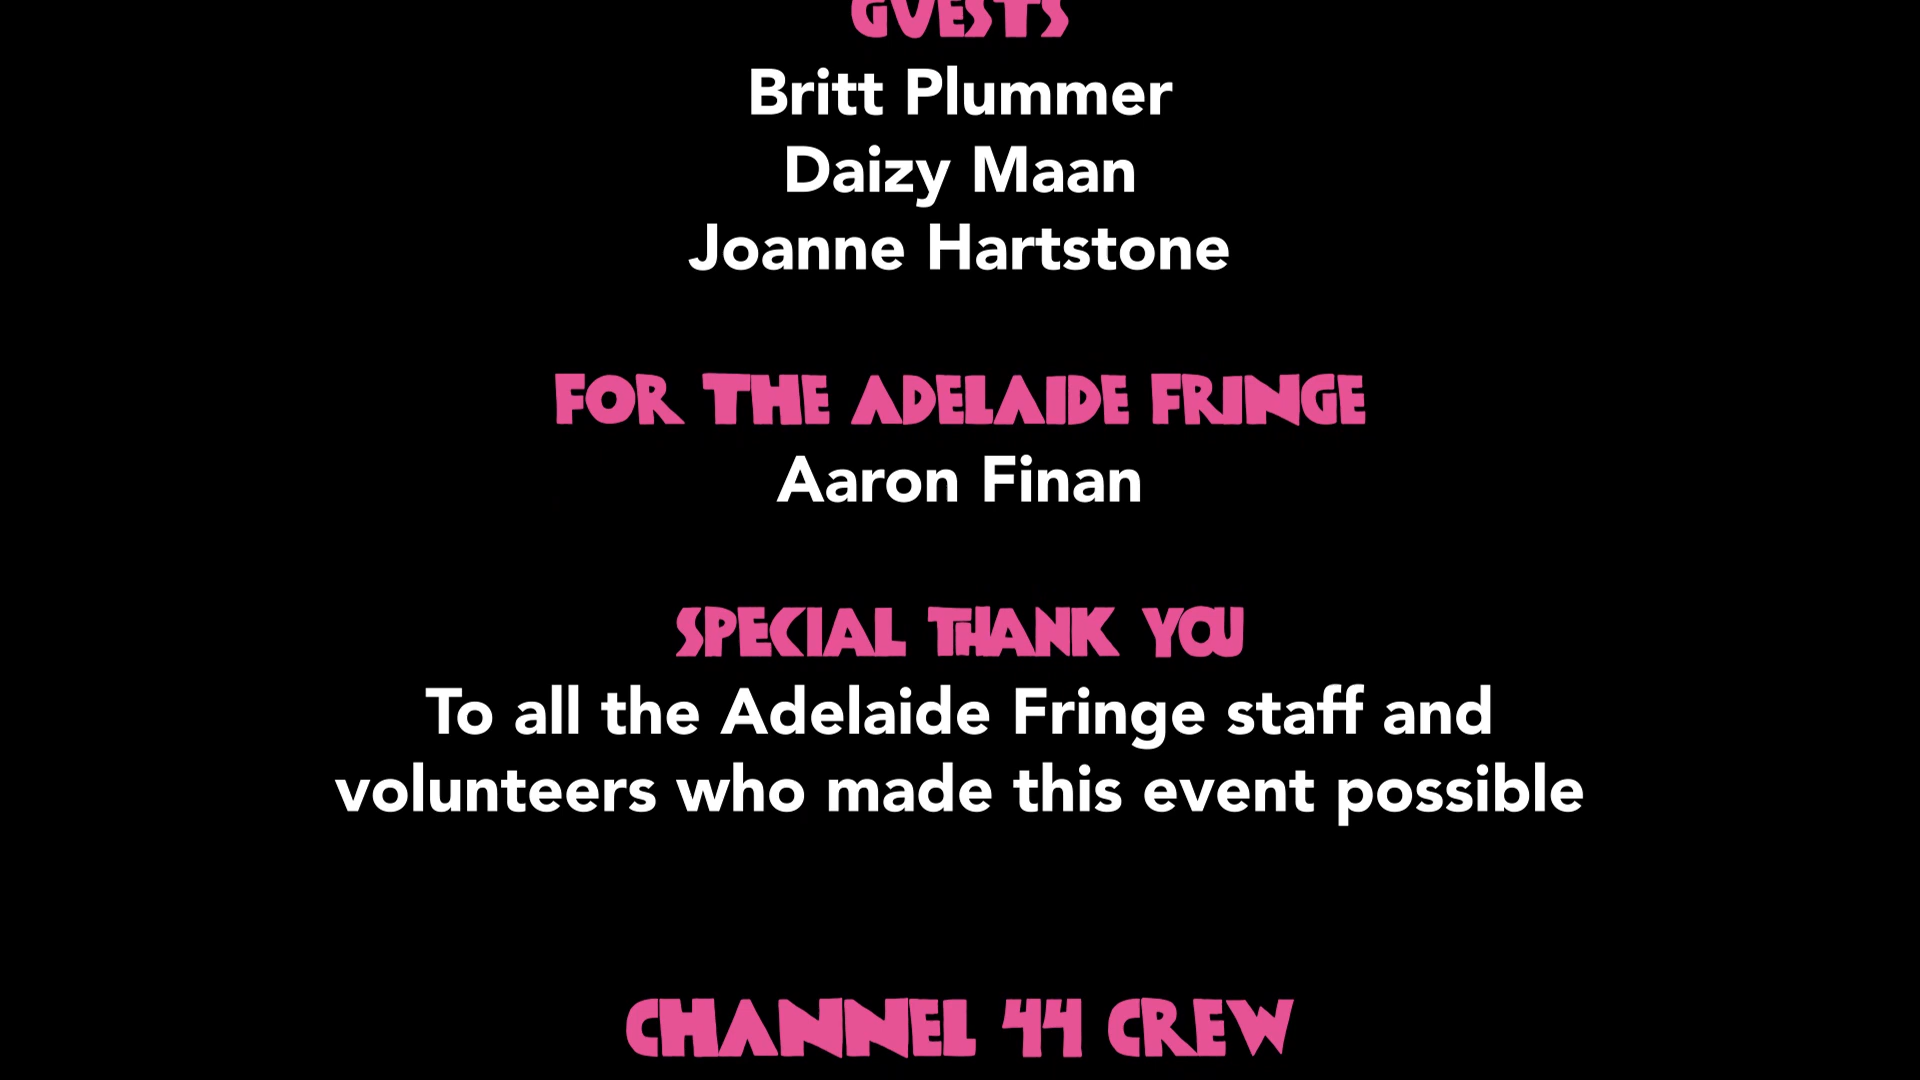 GUESTS
Britt Plummer
Daizy Maan
Joanne Hartstone
FOR THE ADELAIDE FRINGE
Aaron Finan
SPECIAL THANK YOU
To all the Adelaide Fringe staff and
volunteers who made this event possible
CHANNEL 44 CREW